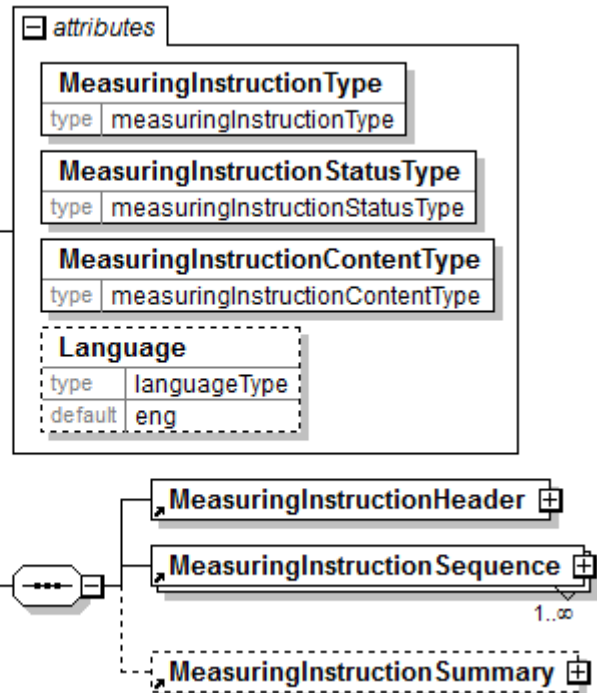 attributes
MeasuringInstructionType
type measuringInstructionType
MeasuringInstructionStatusType
type measuringInstructionStatusType
MeasuringInstructionContentType
type measuringInstructionContentType
Language
type languageType
default eng
MeasuringInstructionHeader
MeasuringInstructionSequence
1..∞
MeasuringInstructionSummary